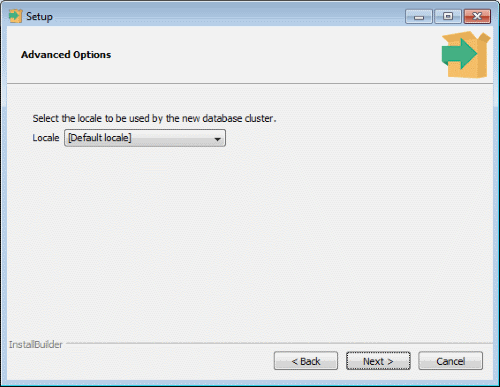 Setup
Advanced Options
Select the locale to be used by the new database cluster.
Locale [Default locale]
InstallBuilder
< Back Next > Cancel